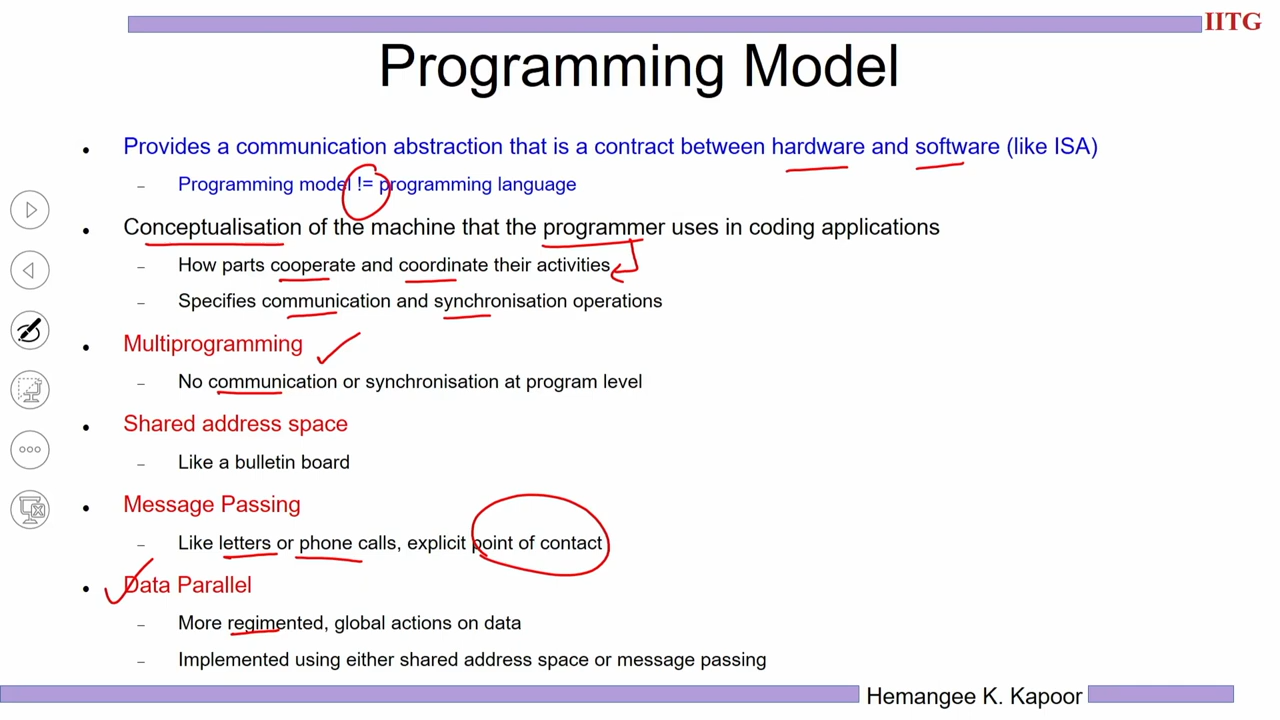 IITG
Programming Model
• Provides a communication abstraction that is a contract between hardware and software (like ISA)
– Programming model != programming language
• Conceptualisation of the machine that the programmer uses in coding applications
– How parts cooperate and coordinate their activities
– Specifies communication and synchronisation operations
• Multiprogramming
– No communication or synchronisation at program level
• Shared address space
– Like a bulletin board
• Message Passing
– Like letters or phone calls, explicit point of contact
• Data Parallel
– More regimented, global actions on data
– Implemented using either shared address space or message passing
Hemangee K. Kapoor